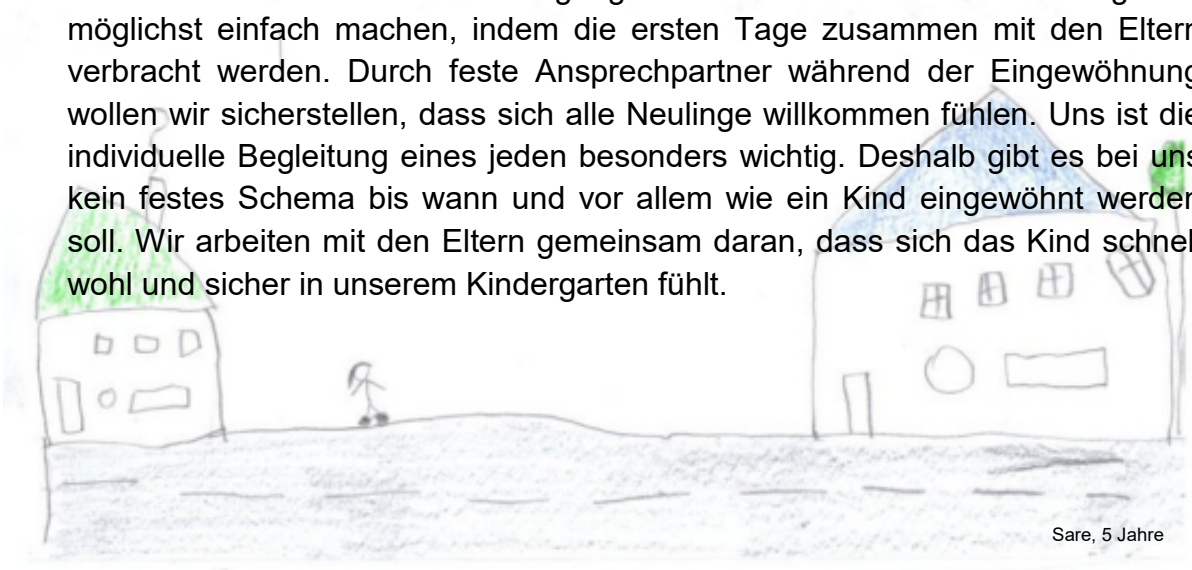 möglichst einfach machen, indem die ersten Tage zusammen mit den Eltern
verbracht werden. Durch feste Ansprechpartner während der Eingewöhnung
wollen wir sicherstellen, dass sich alle Neulinge willkommen fühlen. Uns ist die
individuelle Begleitung eines jeden besonders wichtig. Deshalb gibt es bei uns
kein festes Schema bis wann und vor allem wie ein Kind eingewöhnt werden
soll. Wir arbeiten mit den Eltern gemeinsam daran, dass sich das Kind schnell
wohl und sicher in unserem Kindergarten fühlt.
Sare, 5 Jahre